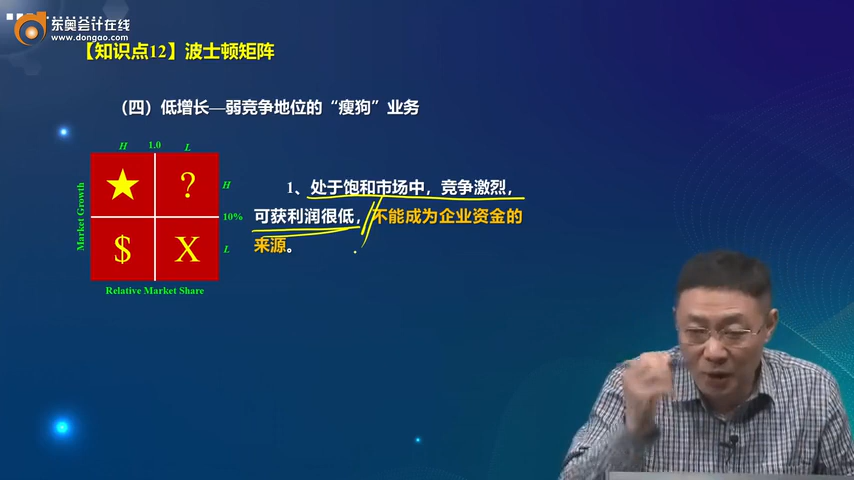 东奥会计在线
www.dongao.com
【知识点12】波士顿矩阵
（四）低增长—弱竞争地位的“瘦狗”业务
H 1.0 L
Market Growth
★ ? H
10%
$ X L
Relative Market Share
1、处于饱和市场中，竞争激烈，
可获利润很低，不能成为企业资金的
来源。